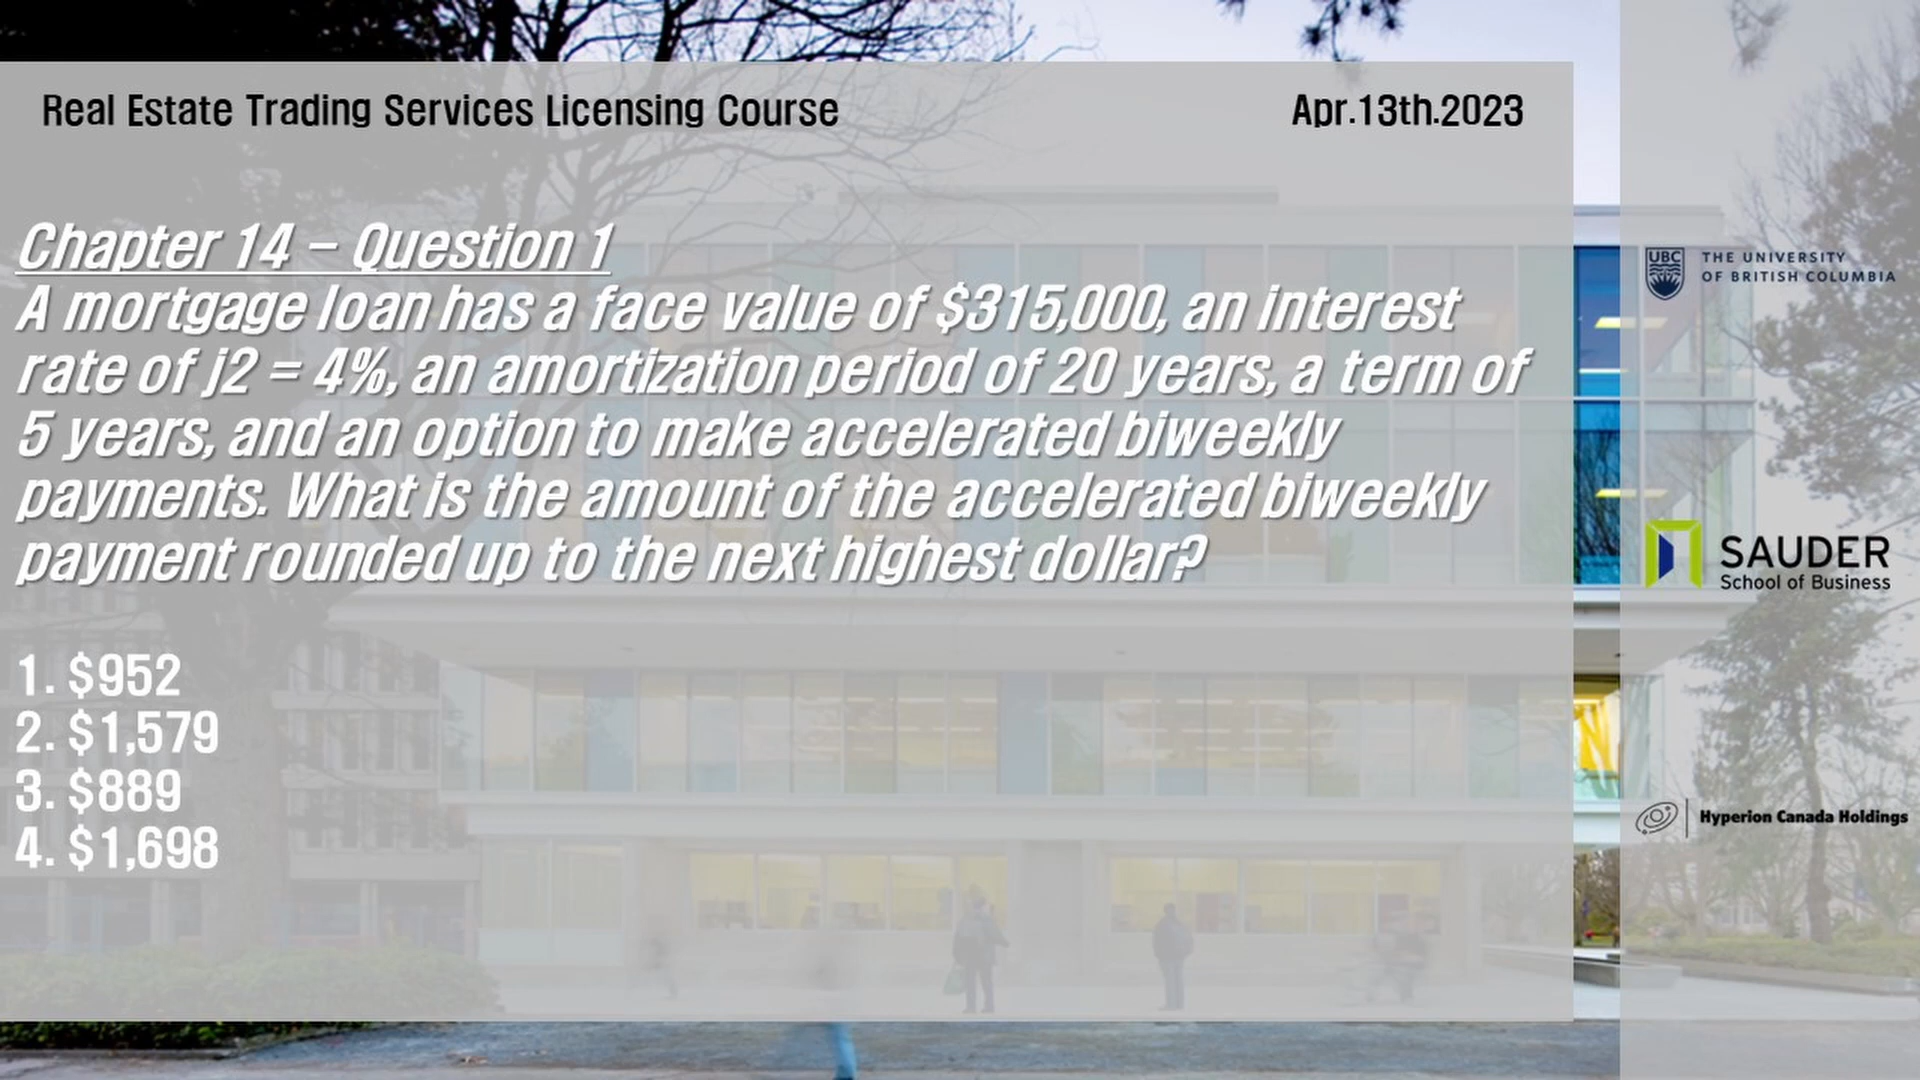 Real Estate Trading Services Licensing Course
Apr.13th.2023
Chapter 14 – Question 1
A mortgage loan has a face value of $315,000, an interest
rate of j2 = 4%, an amortization period of 20 years, a term of
5 years, and an option to make accelerated biweekly
payments. What is the amount of the accelerated biweekly
payment rounded up to the next highest dollar?
1. $952
2. $1,579
3. $889
4. $1,698
UBC
THE UNIVERSITY
OF BRITISH COLUMBIA
SAUDER
School of Business
Hyperion Canada Holdings